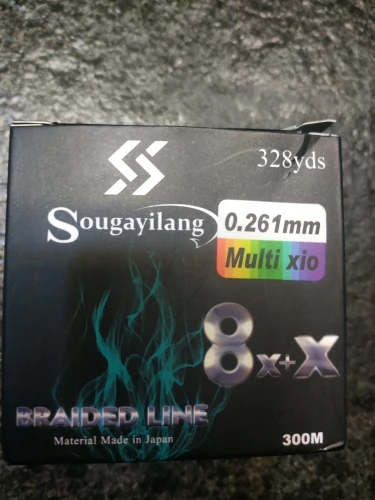 328yds
Sougayilang
0.261mm
Multi xio
8x+X
BRAIDED LINE
Material Made in Japan
300M